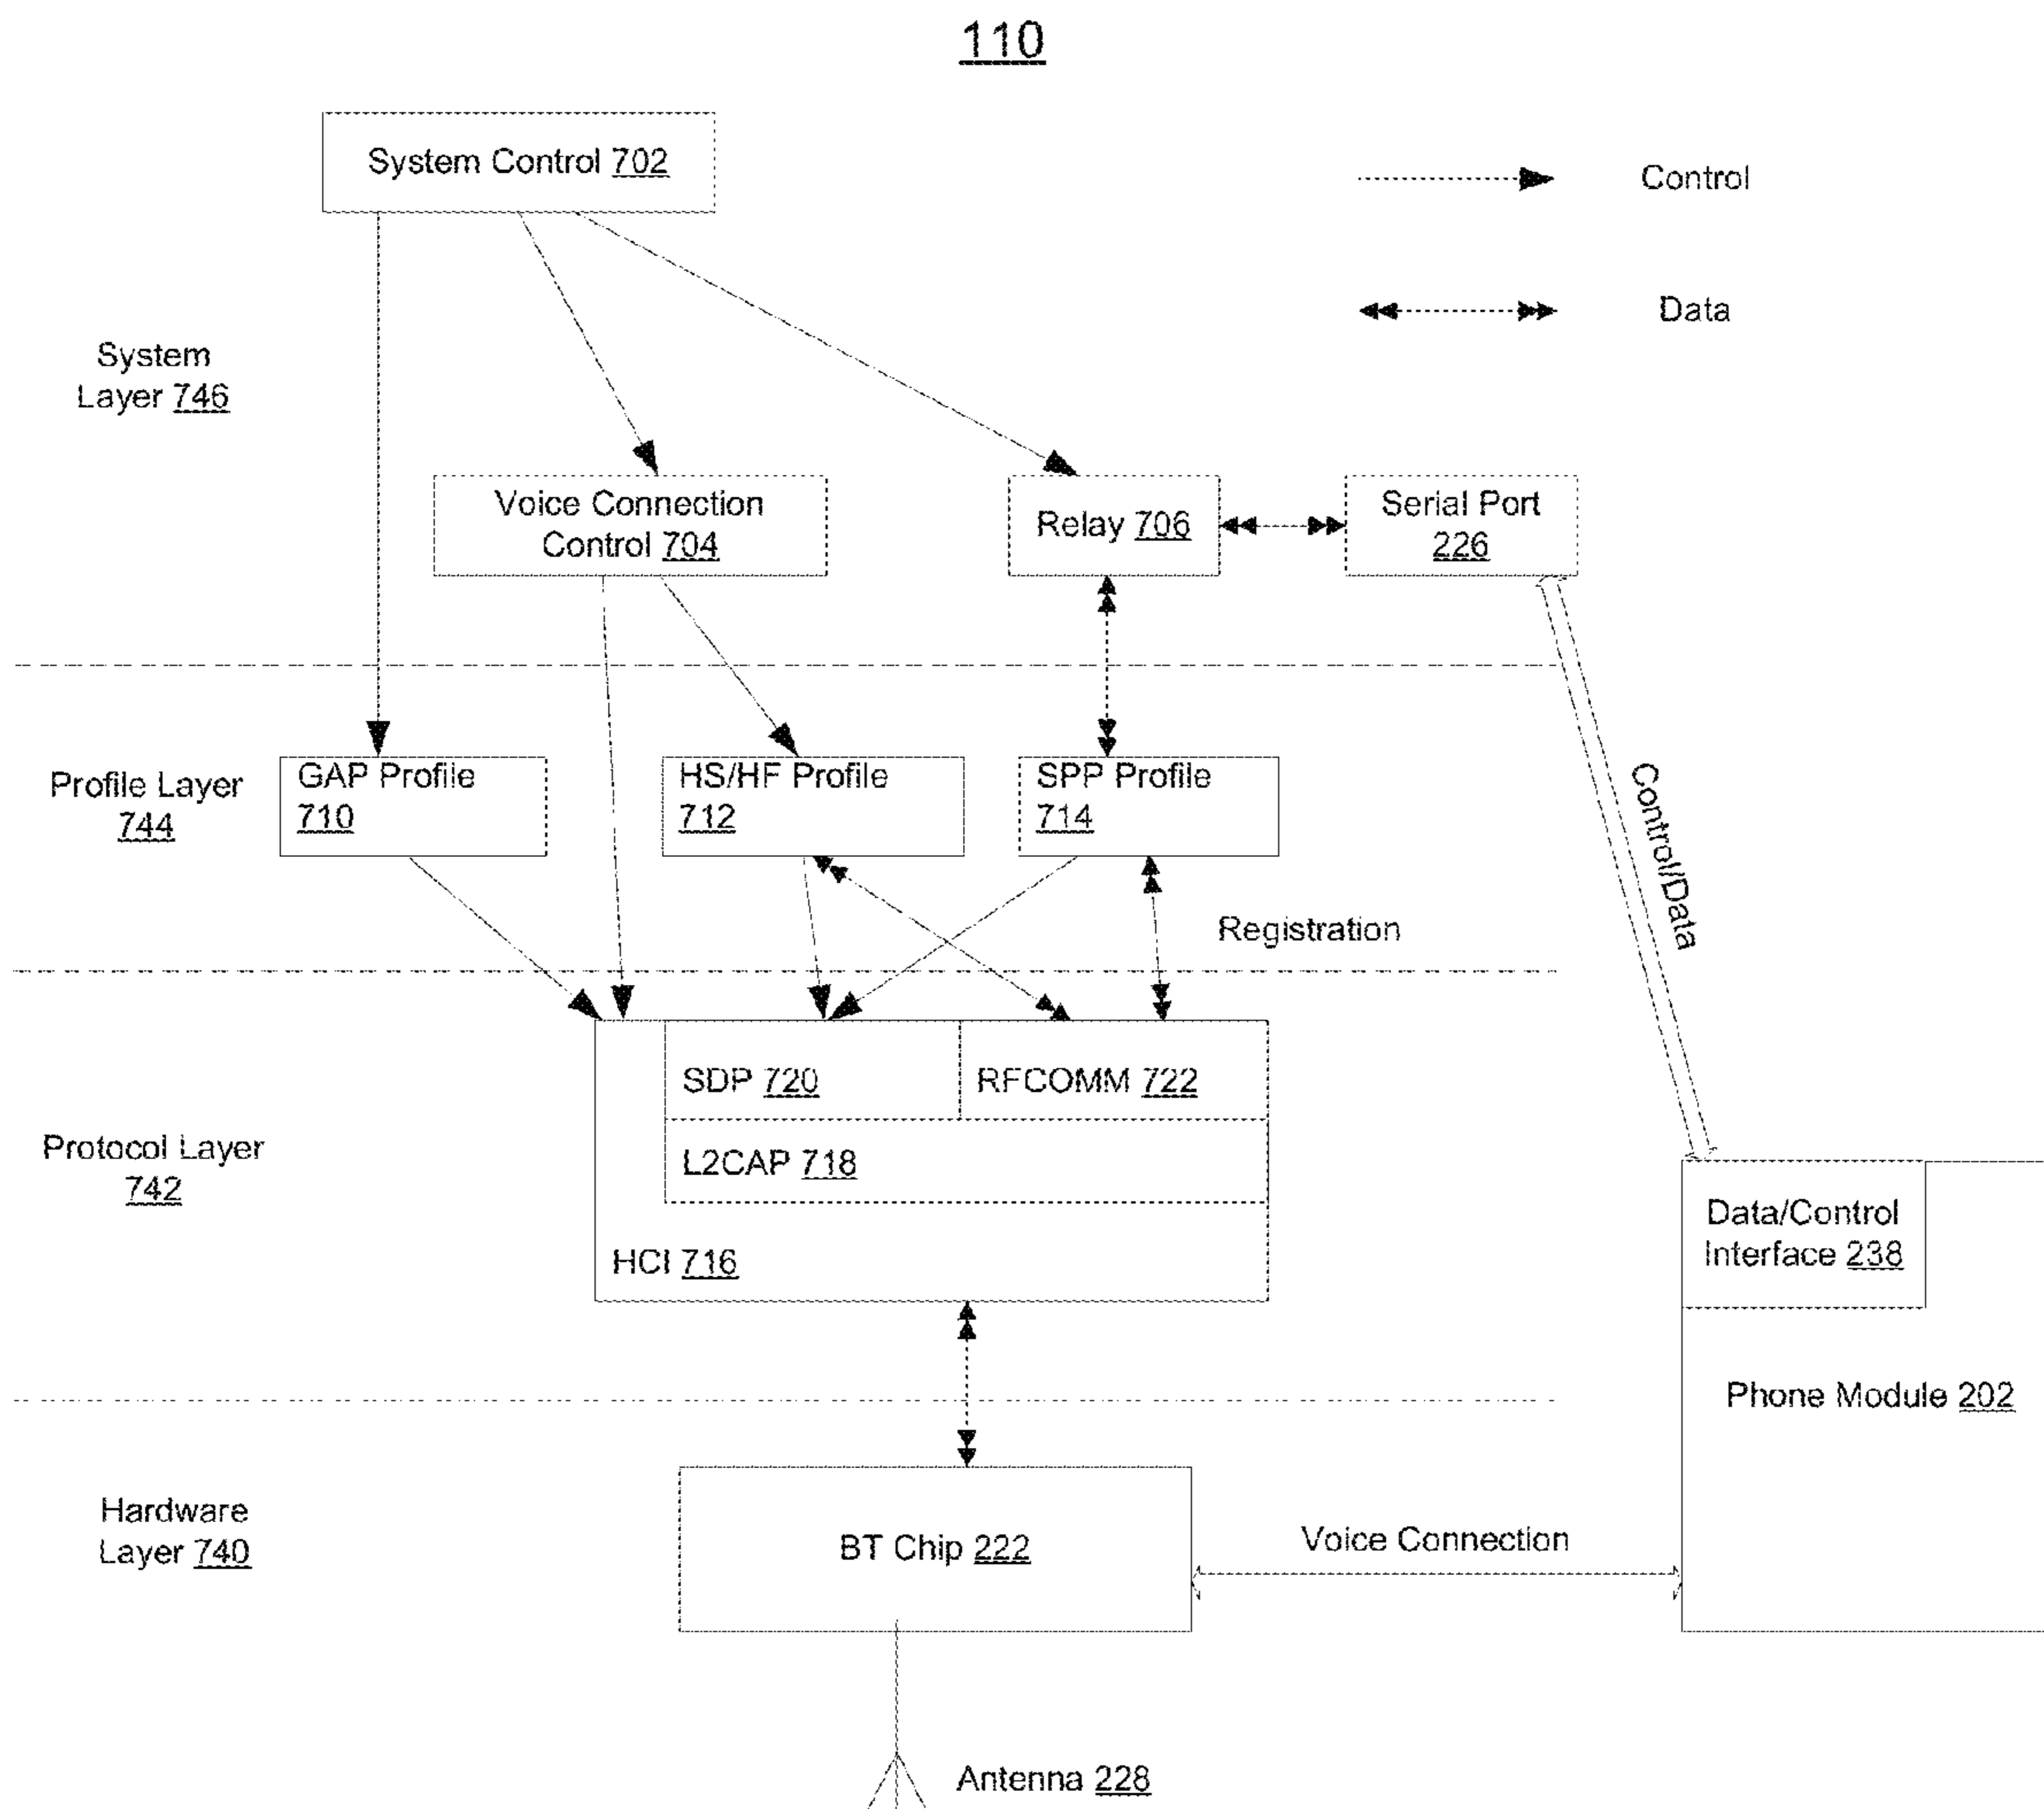 110
System Control 702
Control
Data
System
Layer 746
Voice Connection
Control 704
Relay 706
Serial Port
226
Profile Layer
744
GAP Profile
710
HS/HF Profile
712
SPP Profile
714
Control/Data
Registration
Protocol Layer
742
SDP 720
RFCOMM 722
L2CAP 718
HCI 716
Data/Control
Interface 238
Phone Module 202
Hardware
Layer 740
BT Chip 222
Voice Connection
Antenna 228